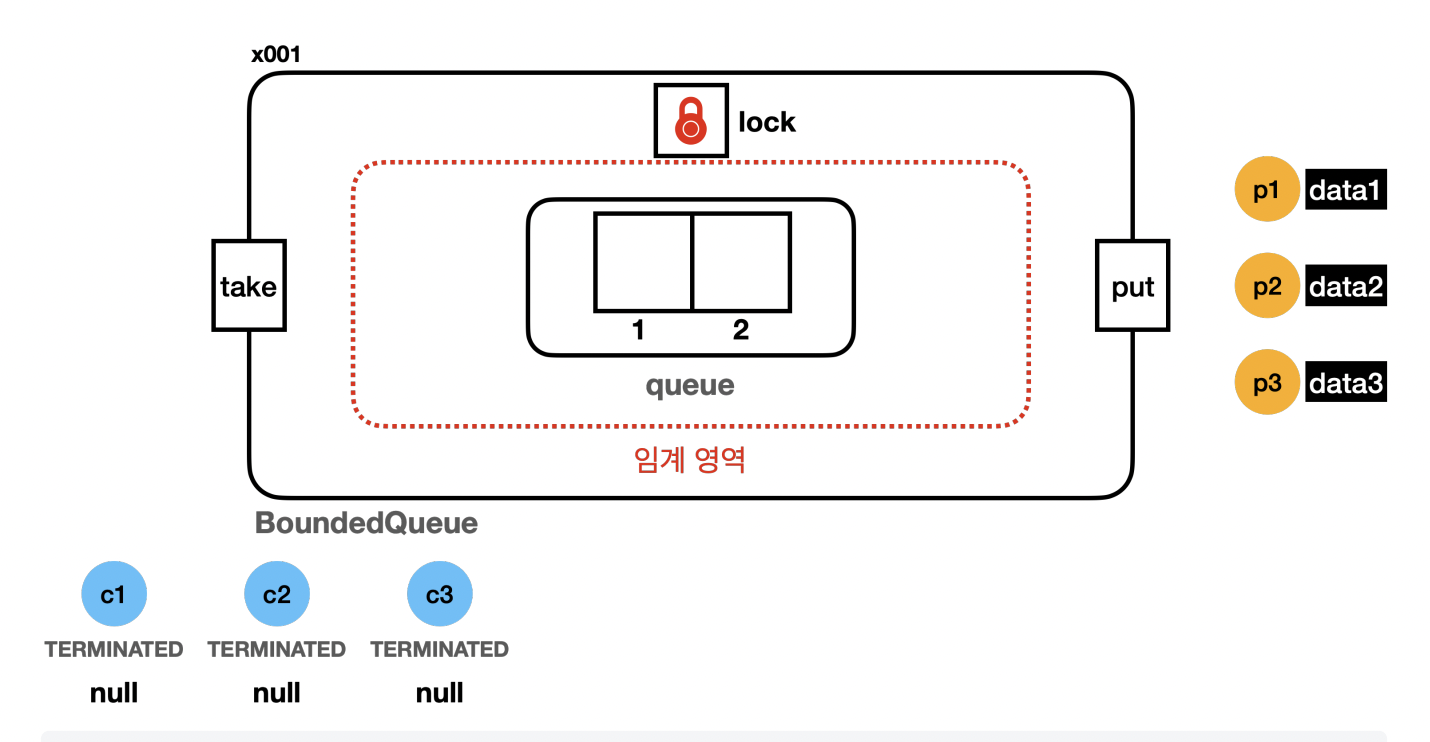 x001
lock
p1 data1
take
put
p2 data2
1 2
queue
p3 data3
임계 영역
BoundedQueue
c1 c2 c3
TERMINATED TERMINATED TERMINATED
null null null